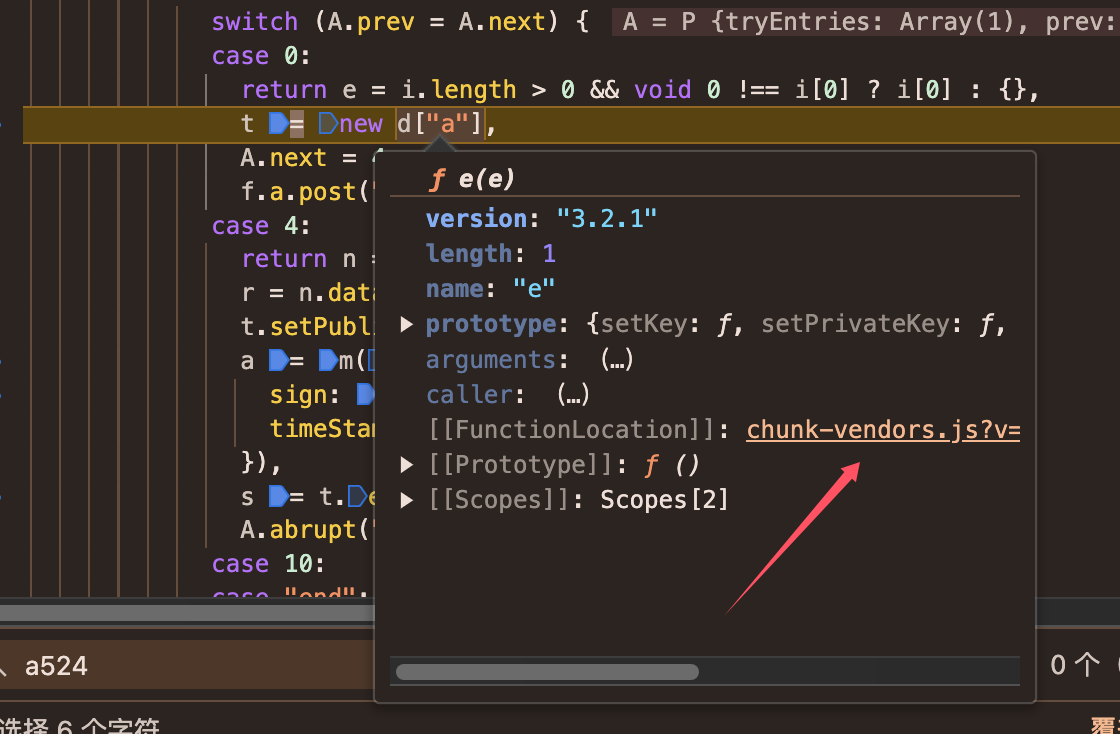 switch (A.prev = A.next) { A = P {tryEntries: Array(1), prev:
case 0:
return e = i.length > 0 && void 0 !== i[0] ? i[0] : {},
t = new d["a"],
A.next = 4
f.a.post(
case 4:
return n =
r = n.data
t.setPubl
a = m(
sign:
timeStam
}),
s = t.e
A.abrupt("
case 10:
case "end":
ƒ e(e)
version: "3.2.1"
length: 1
name: "e"
prototype: {setKey: ƒ, setPrivateKey: ƒ,
arguments: (…)
caller: (…)
[[FunctionLocation]]: chunk-vendors.js?v=
[[Prototype]]: ƒ ()
[[Scopes]]: Scopes[2]
a524
0 个
选择 6 个字符
覆